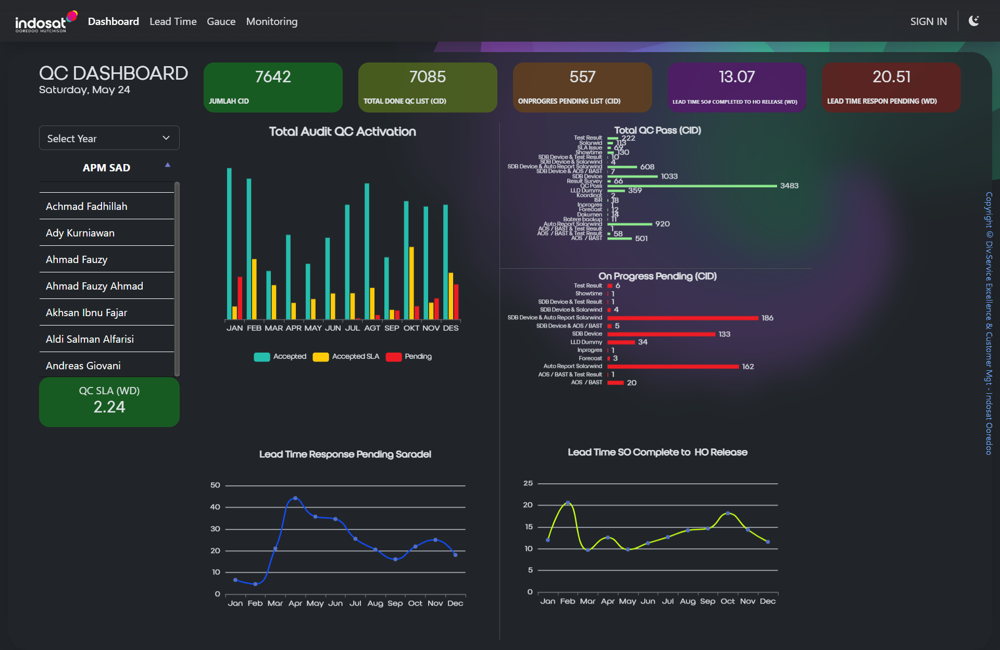 indosat
OOREDOO HUTCHISON
Dashboard
Lead Time
Gauce
Monitoring
SIGN IN
QC DASHBOARD
Saturday, May 24
7642
JUMLAH CID
7085
TOTAL DONE QC LIST (CID)
557
ONPROGRES PENDING LIST (CID)
13.07
LEAD TIME SO# COMPLETED TO HO RELEASE (WD)
20.51
LEAD TIME RESPON PENDING (WD)
Select Year
APM SAD
Achmad Fadhillah
Ady Kurniawan
Ahmad Fauzy
Ahmad Fauzy Ahmad
Akhsan Ibnu Fajar
Aldi Salman Alfarisi
Andreas Giovani
QC SLA (WD)
2.24
Total Audit QC Activation
JAN FEB MAR APR MAY JUN JUL AGT SEP OKT NOV DES
Accepted Accepted SLA Pending
Total QC Pass (CID)
Test Result 222
Solarwid 113
SLA Issue 69
Showtime 130
SDB Device & Test Result 10
SDB Device & Solarwind 4
SDB Device & Auto Report Solarwind 608
SDB Device & AOS / BAST 7
SDB Device 1033
Result Survey 66
QC Pass 3483
LLD Dummy 359
Koordinat 2
ISR 18
Inprogres 1
Forecast 12
Dokumen 14
Batere backup 11
Auto Report Solarwind 920
AOS / BAST & Test Result 1
AOS / BAST & Test Result 58
AOS / BAST 501
On Progress Pending (CID)
Test Result 6
Showtime 1
SDB Device & Test Result 1
SDB Device & Solarwind 4
SDB Device & Auto Report Solarwind 186
SDB Device & AOS / BAST 5
SDB Device 133
LLD Dummy 34
Inprogres 1
Forecast 3
Auto Report Solarwind 162
AOS / BAST & Test Result 1
AOS / BAST 20
Lead Time Response Pending Saradel
50
40
30
20
10
0
Jan Feb Mar Apr May Jun Jul Aug Sep Oct Nov Dec
Lead Time SO Complete to HO Release
25
20
15
10
5
0
Jan Feb Mar Apr May Jun Jul Aug Sep Oct Nov Dec
Copyright © Div.Service Excellence & Customer Mgt - Indosat Ooredoo